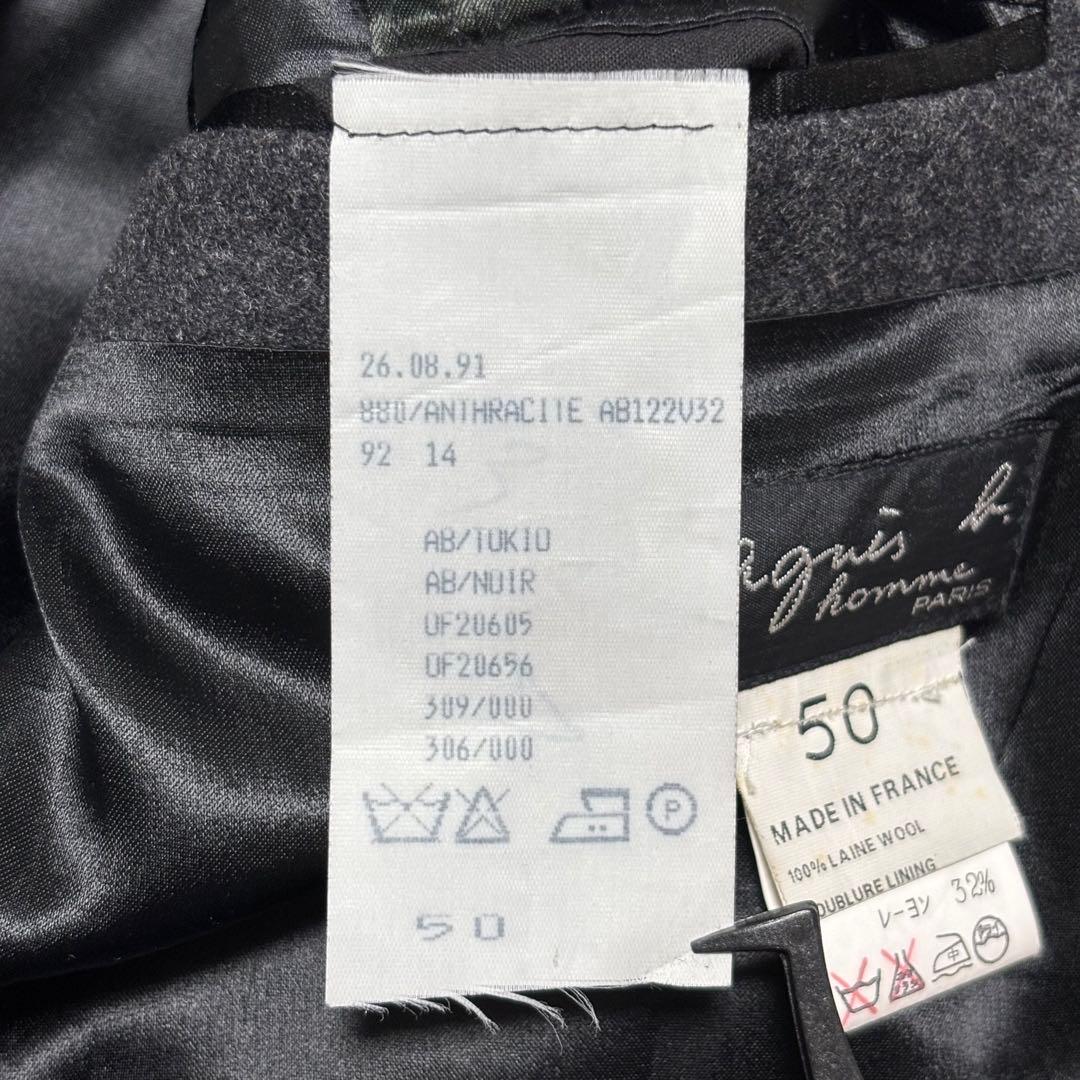 26.08.91
880/ANTHRACITE AB122V32
92 14
AB/TOKIO
AB/NOIR
OF20605
OF20656
309/000
306/000
P
50
agnès b.
homme
PARIS
50
MADE IN FRANCE
100% LAINE WOOL
DOUBLURE LINING
レーヨン 32%
中